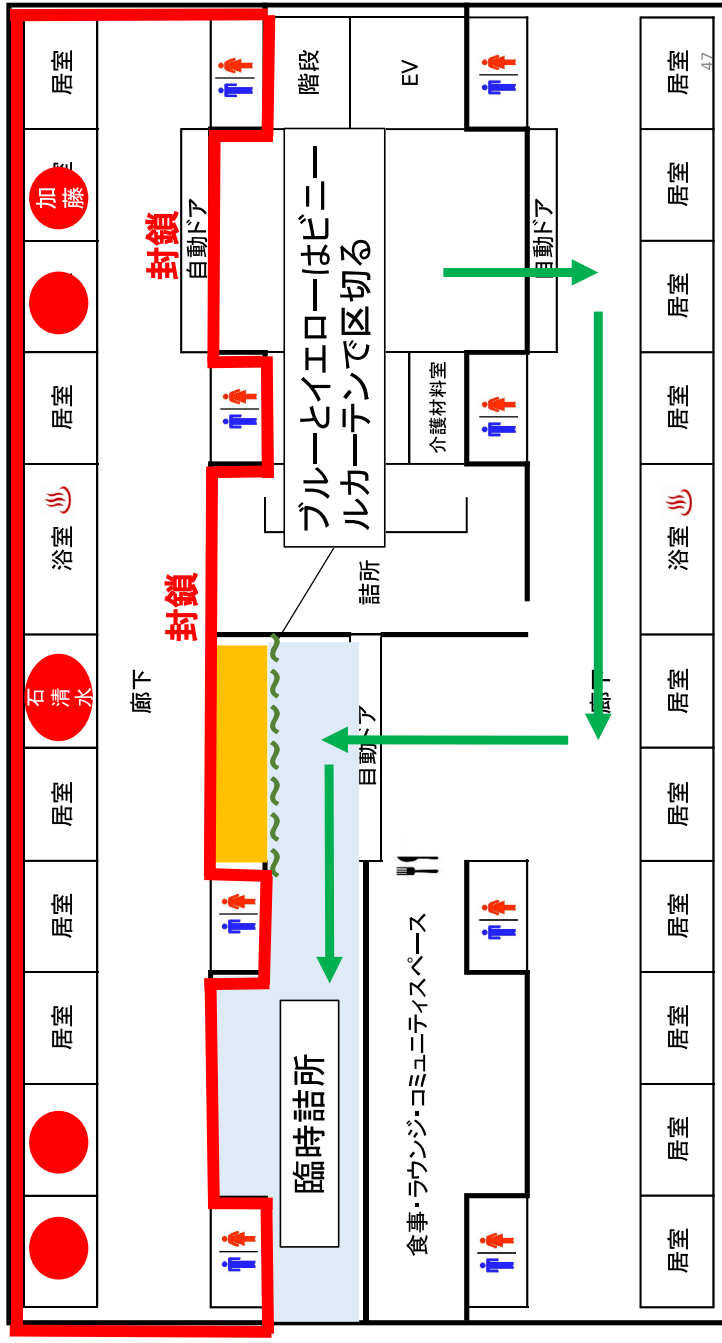 居室
居室
居室
石
清
水
浴室
居室
加
藤
居室
廊下
封鎖
封鎖
自動ドア
臨時詰所
ブルーとイエローはビニー
ルカーテンで区切る
階段
EV
自動ドア
詰所
食事・ラウンジ・コミュニティスペース
介護材料室
自動ドア
廊下
居室
居室
居室
居室
居室
居室
浴室
居室
居室
居室
居室
47